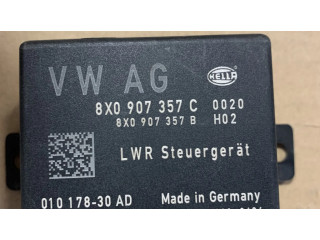 VW AG HELLA
8X0 907 357 C 0020
8X0 907 357 B H02
LWR Steuergerät
010 178-30 AD Made in Germany